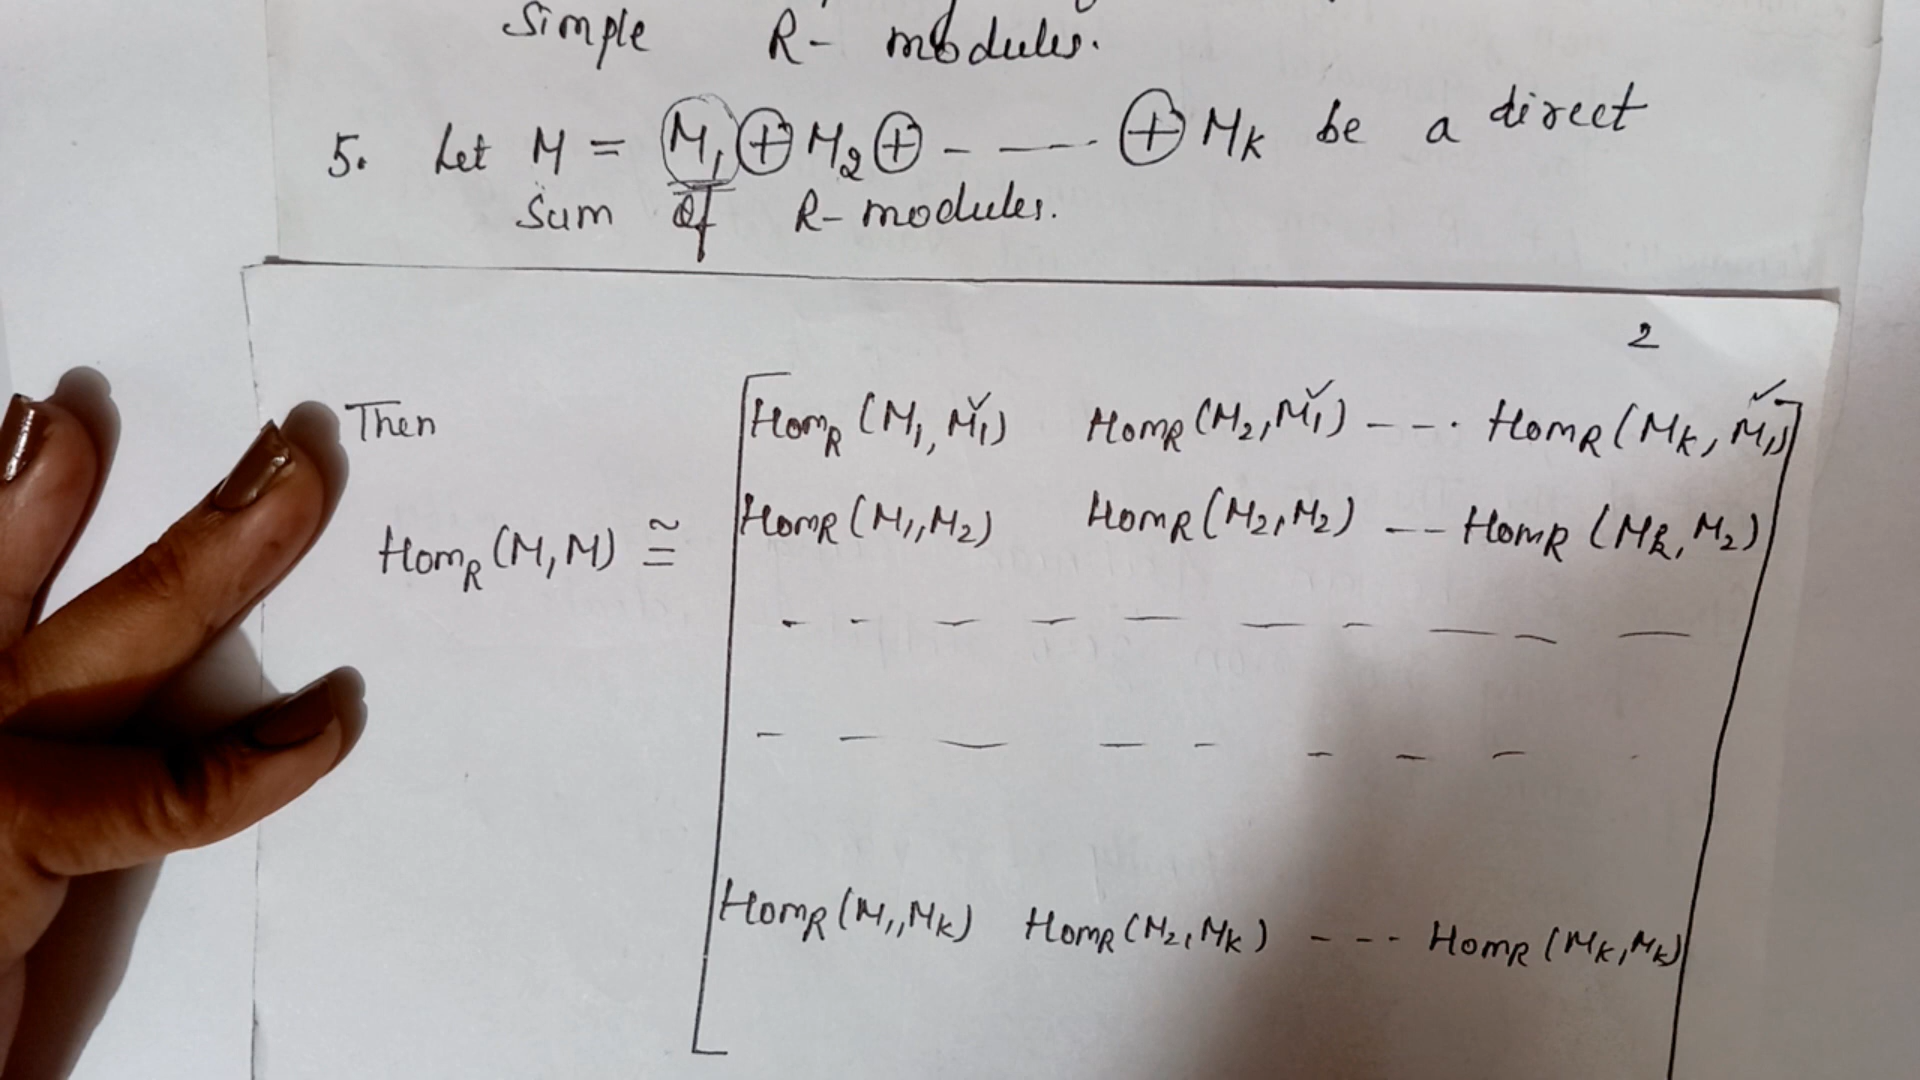 Simple R- modules.
5. Let M = M₁ ⊕ M₂ ⊕ - — ⊕ Mk be a direct
Sum of R-modules.
2
Then
HomR (M₁, M₁) HomR (M₂, M₁) --- HomR (Mk, M₁)
HomR (M₁, M₂) HomR (M₂, M₂) --- HomR (Mk, M₂)
HomR (M, M) ≅
HomR (M₁, Mk) HomR (M₂, Mk) --- HomR (Mk, Mk)